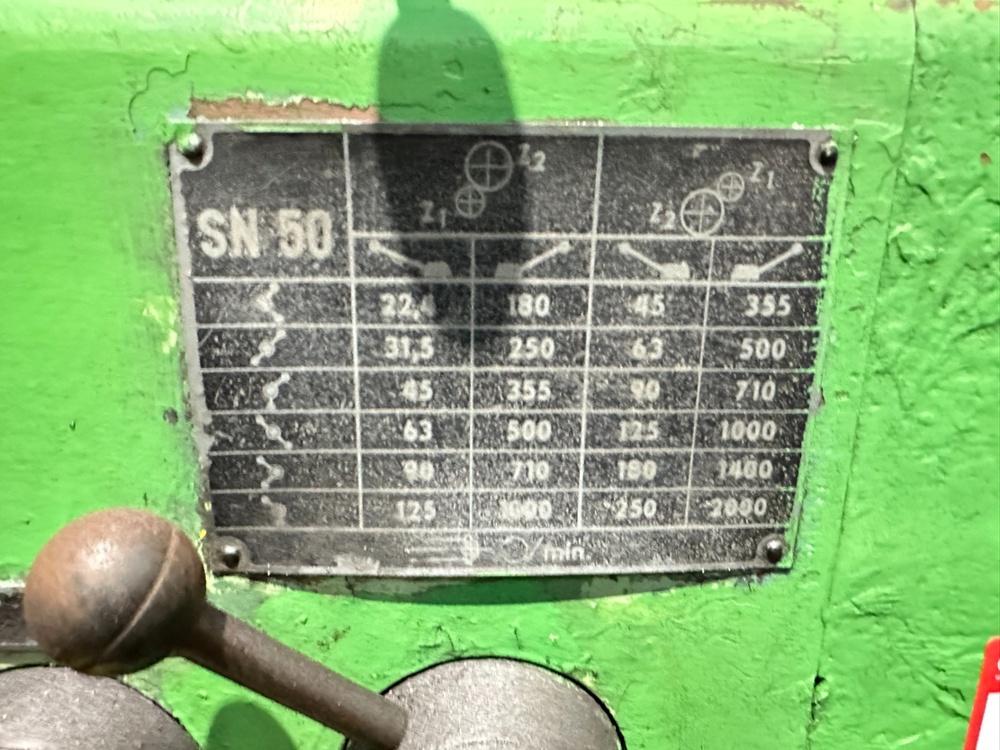 Z2
Z1
Z1
Z2
SN 50
22,4 180 45 355
31,5 250 63 500
45 355 90 710
63 500 125 1000
90 710 180 1400
125 1000 250 2000
/min.